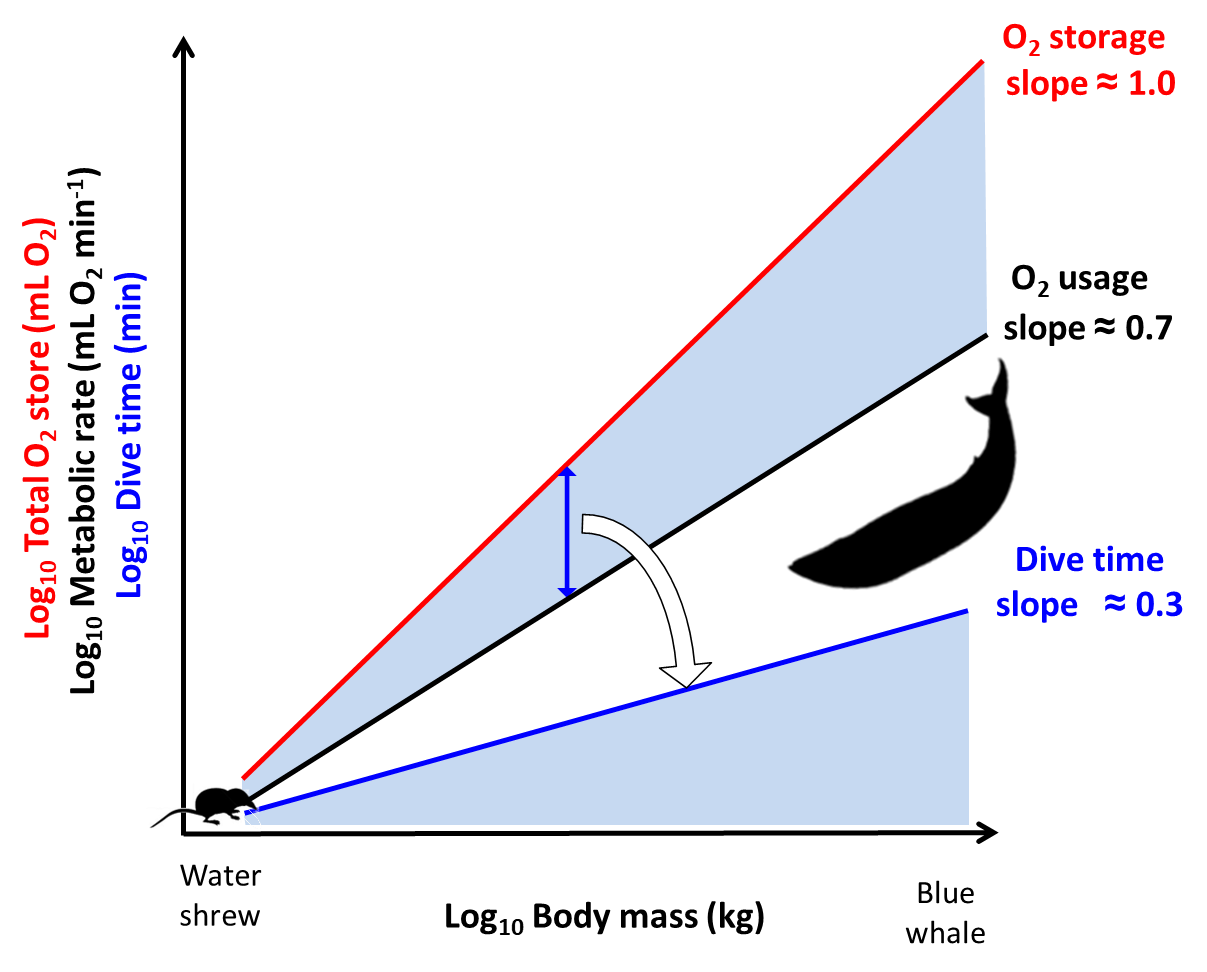 O₂ storage
slope ≈ 1.0
O₂ usage
slope ≈ 0.7
Dive time
slope ≈ 0.3
Log₁₀ Total O₂ store (mL O₂)
Log₁₀ Metabolic rate (mL O₂ min⁻¹)
Log₁₀ Dive time (min)
Water
shrew
Log₁₀ Body mass (kg)
Blue
whale